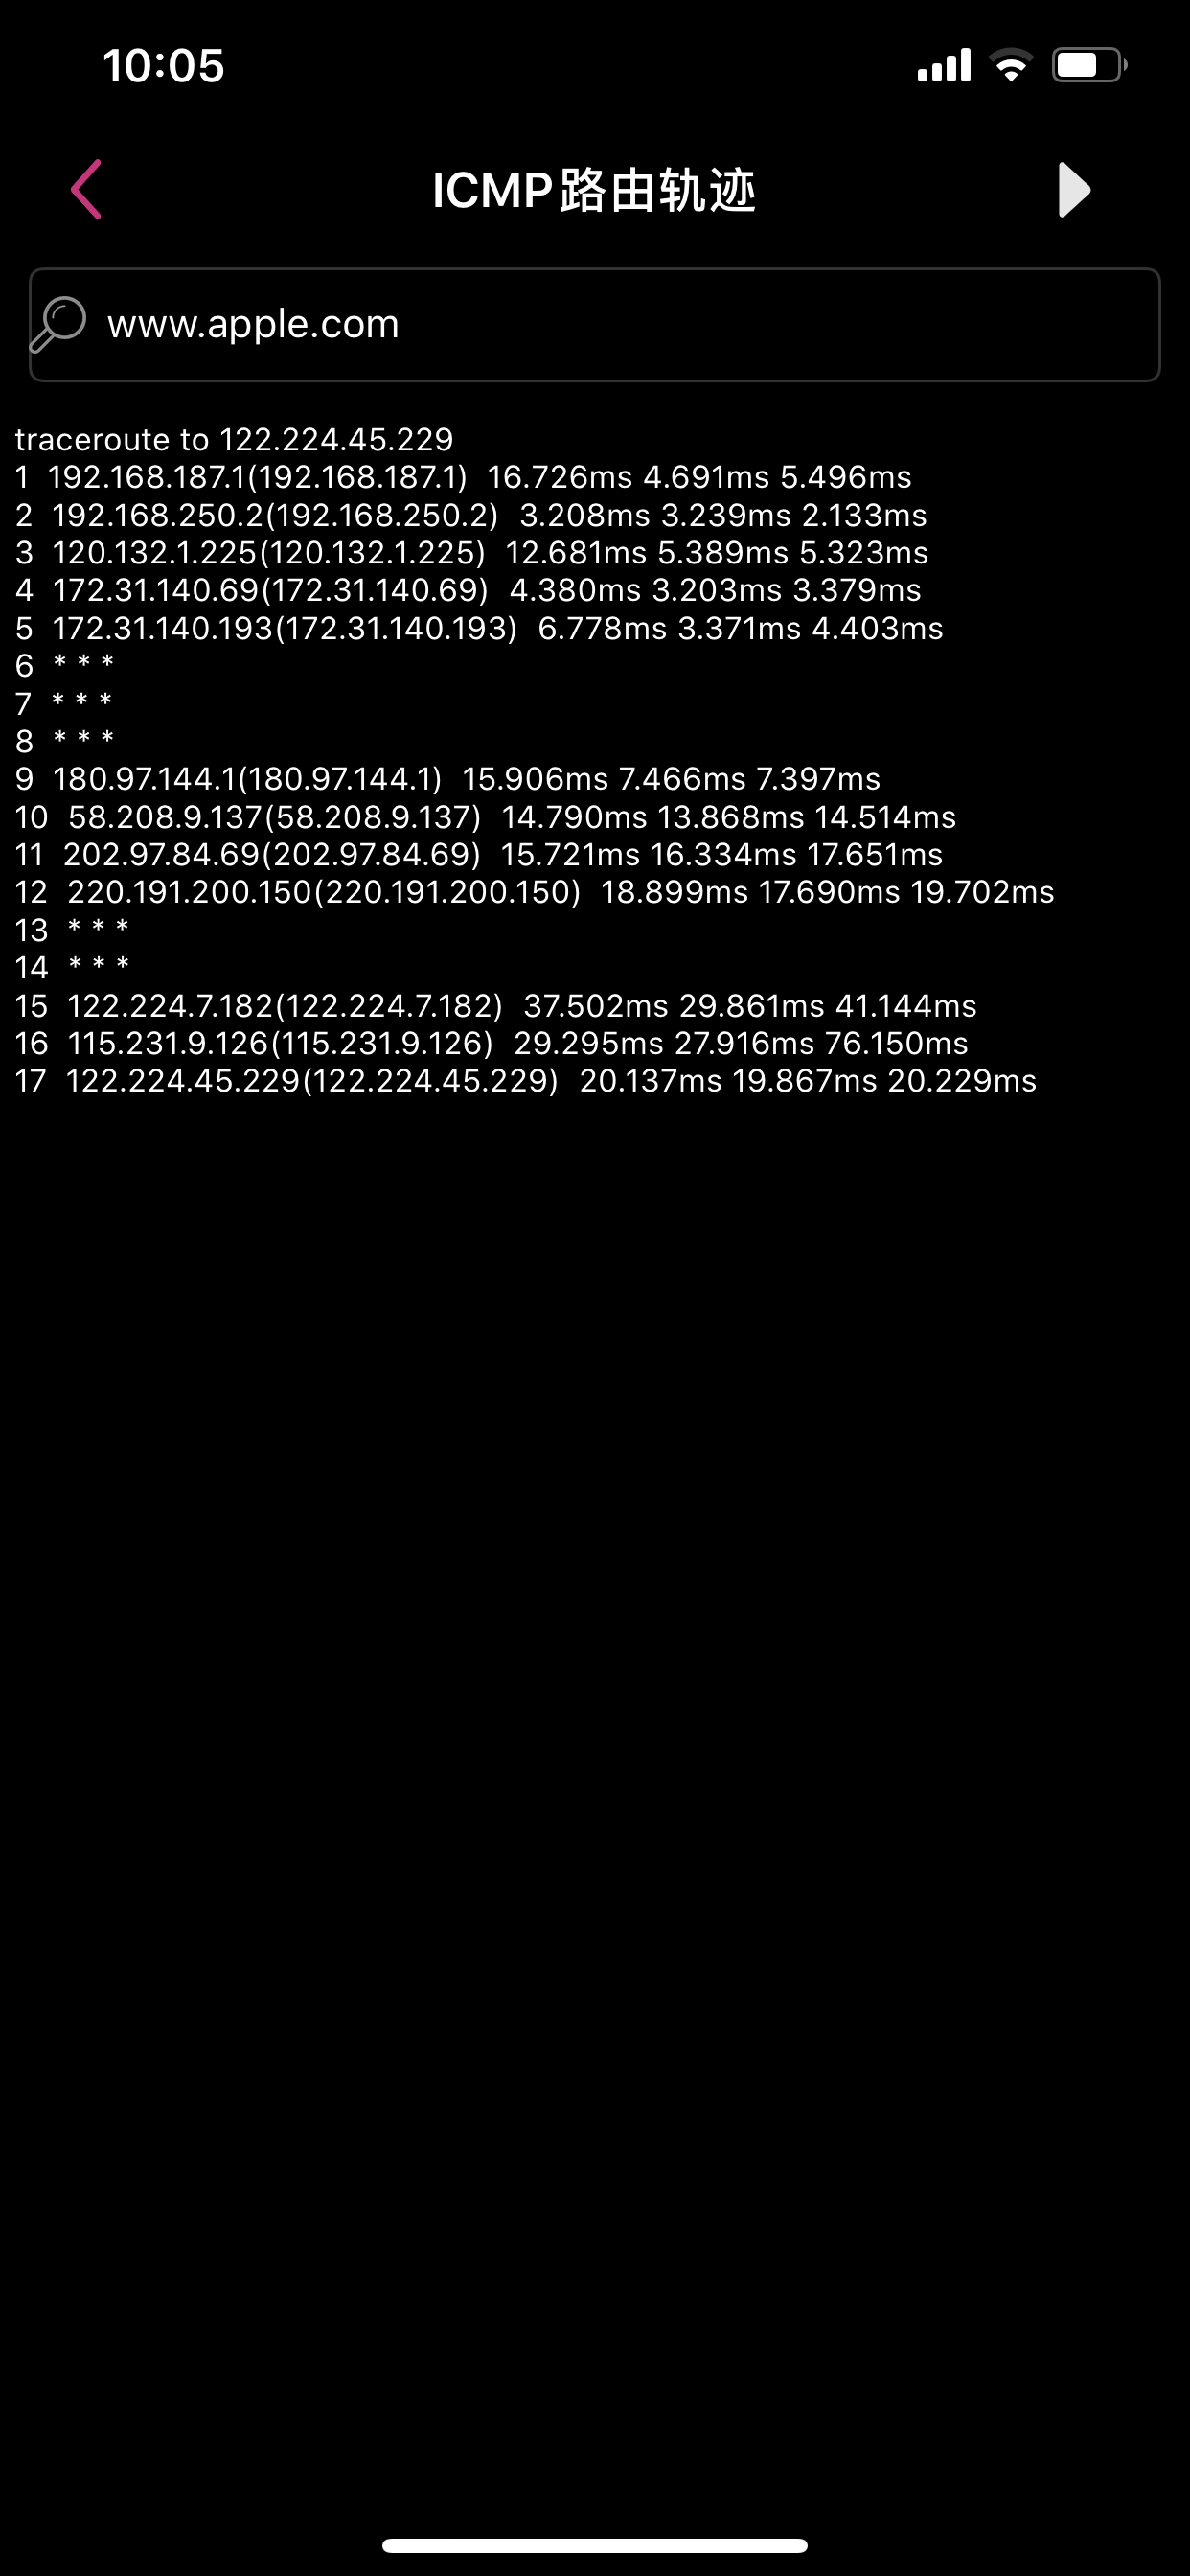 10:05
ICMP路由轨迹
www.apple.com
traceroute to 122.224.45.229
1 192.168.187.1(192.168.187.1) 16.726ms 4.691ms 5.496ms
2 192.168.250.2(192.168.250.2) 3.208ms 3.239ms 2.133ms
3 120.132.1.225(120.132.1.225) 12.681ms 5.389ms 5.323ms
4 172.31.140.69(172.31.140.69) 4.380ms 3.203ms 3.379ms
5 172.31.140.193(172.31.140.193) 6.778ms 3.371ms 4.403ms
6 * * *
7 * * *
8 * * *
9 180.97.144.1(180.97.144.1) 15.906ms 7.466ms 7.397ms
10 58.208.9.137(58.208.9.137) 14.790ms 13.868ms 14.514ms
11 202.97.84.69(202.97.84.69) 15.721ms 16.334ms 17.651ms
12 220.191.200.150(220.191.200.150) 18.899ms 17.690ms 19.702ms
13 * * *
14 * * *
15 122.224.7.182(122.224.7.182) 37.502ms 29.861ms 41.144ms
16 115.231.9.126(115.231.9.126) 29.295ms 27.916ms 76.150ms
17 122.224.45.229(122.224.45.229) 20.137ms 19.867ms 20.229ms